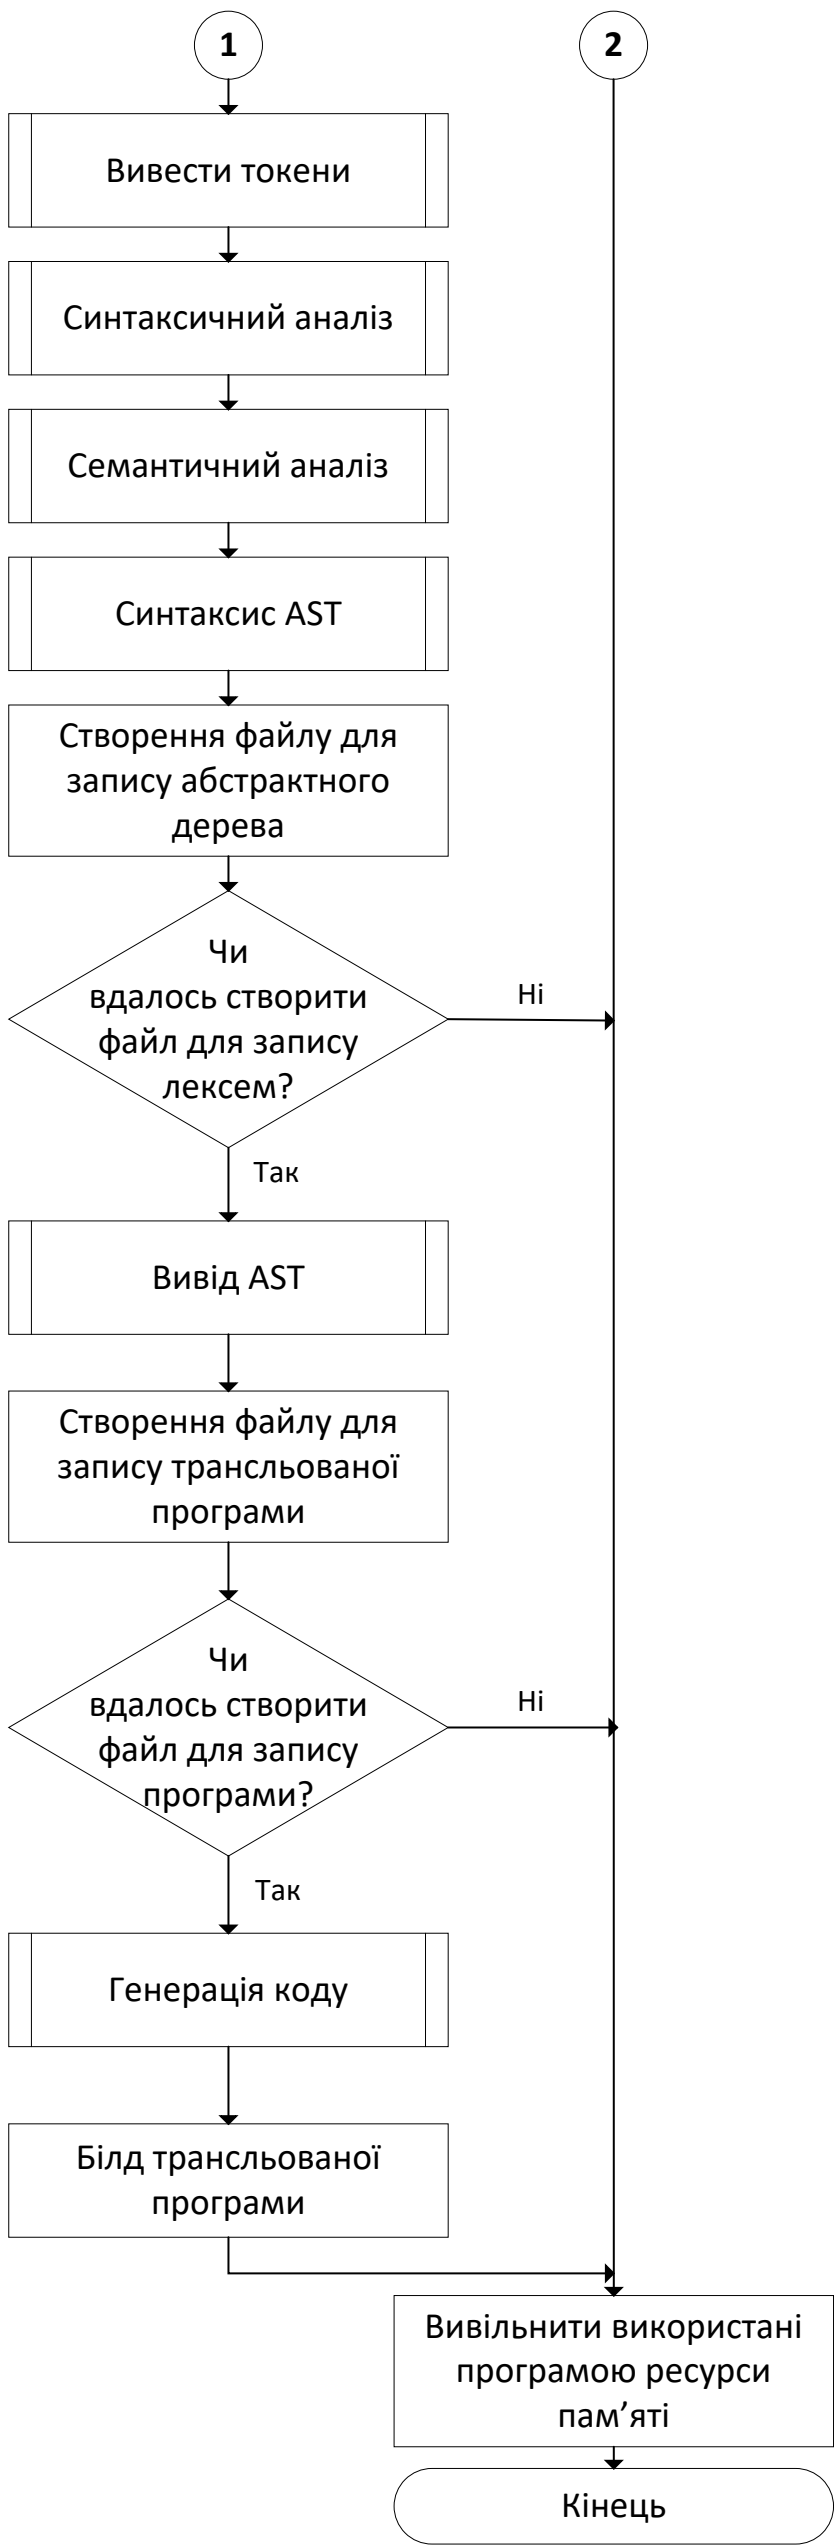 1
2
Вивести токени
Синтаксичний аналіз
Семантичний аналіз
Синтаксис AST
Створення файлу для
запису абстрактного
дерева
Чи
вдалось створити
файл для запису
лексем?
Ні
Так
Вивід AST
Створення файлу для
запису трансльованої
програми
Чи
вдалось створити
файл для запису
програми?
Ні
Так
Генерація коду
Білд трансльованої
програми
Вивільнити використані
програмою ресурси
пам’яті
Кінець